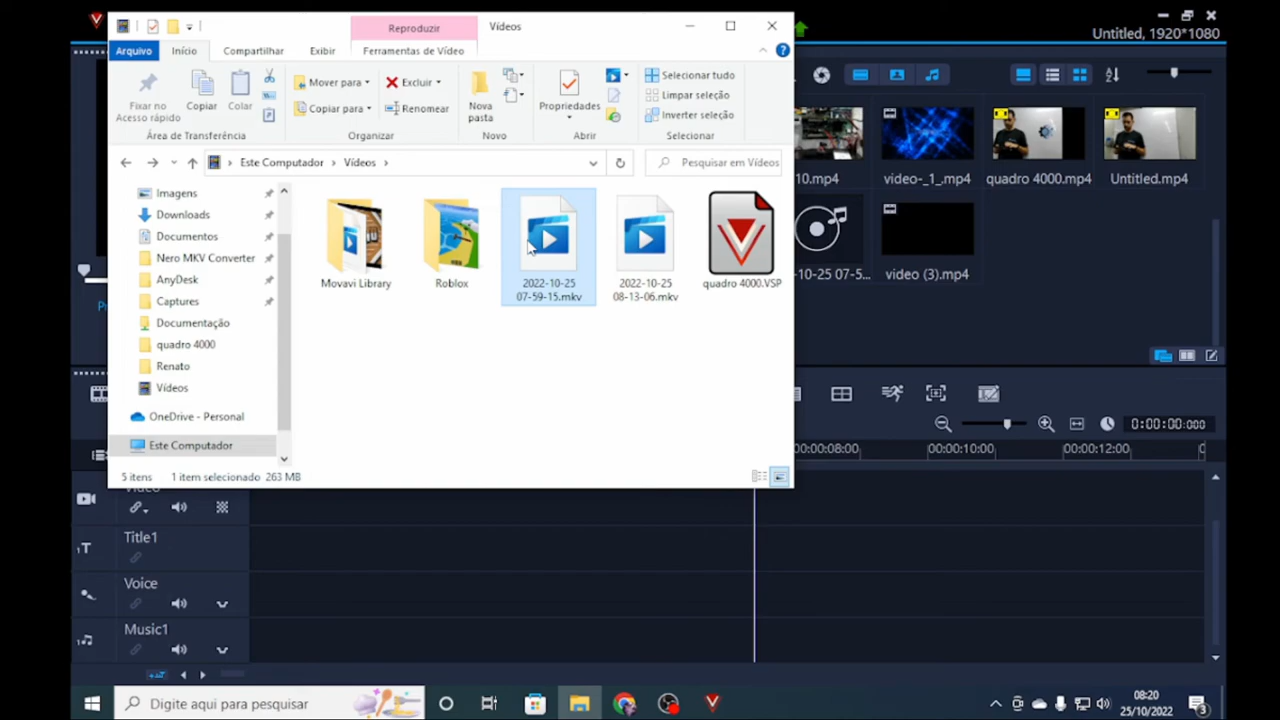 Reproduzir
Vídeos
Untitled, 1920*1080
Arquivo
Início
Compartilhar
Exibir
Ferramentas de Vídeo
Fixar no
Acesso rápido
Copiar
Colar
Área de Transferência
Mover para
Copiar para
Excluir
Renomear
Organizar
Nova
pasta
Novo
Propriedades
Abrir
Selecionar tudo
Limpar seleção
Inverter seleção
Selecionar
Este Computador
Vídeos
Pesquisar em Vídeos
10.mp4
video-_1_.mp4
quadro 4000.mp4
Untitled.mp4
Imagens
Downloads
Documentos
Nero MKV Converter
AnyDesk
Captures
Documentação
quadro 4000
Renato
Vídeos
OneDrive - Personal
Este Computador
Movavi Library
Roblox
2022-10-25
07-59-15.mkv
2022-10-25
08-13-06.mkv
quadro 4000.VSP
-10-25 07-5...
video (3).mp4
5 itens
1 item selecionado 263 MB
0:00:00:000
00:00:08:00
00:00:10:00
00:00:12:00
Video
Title1
Voice
Music1
Digite aqui para pesquisar
08:20
25/10/2022
3